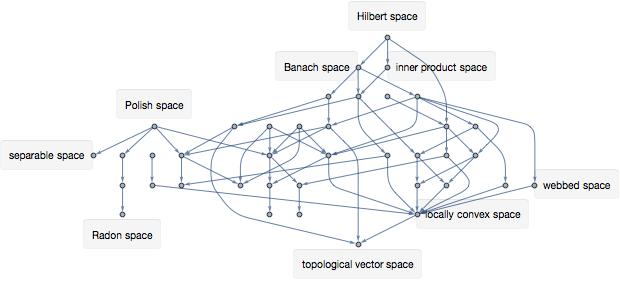 Hilbert space
Banach space
inner product space
Polish space
separable space
webbed space
locally convex space
Radon space
topological vector space